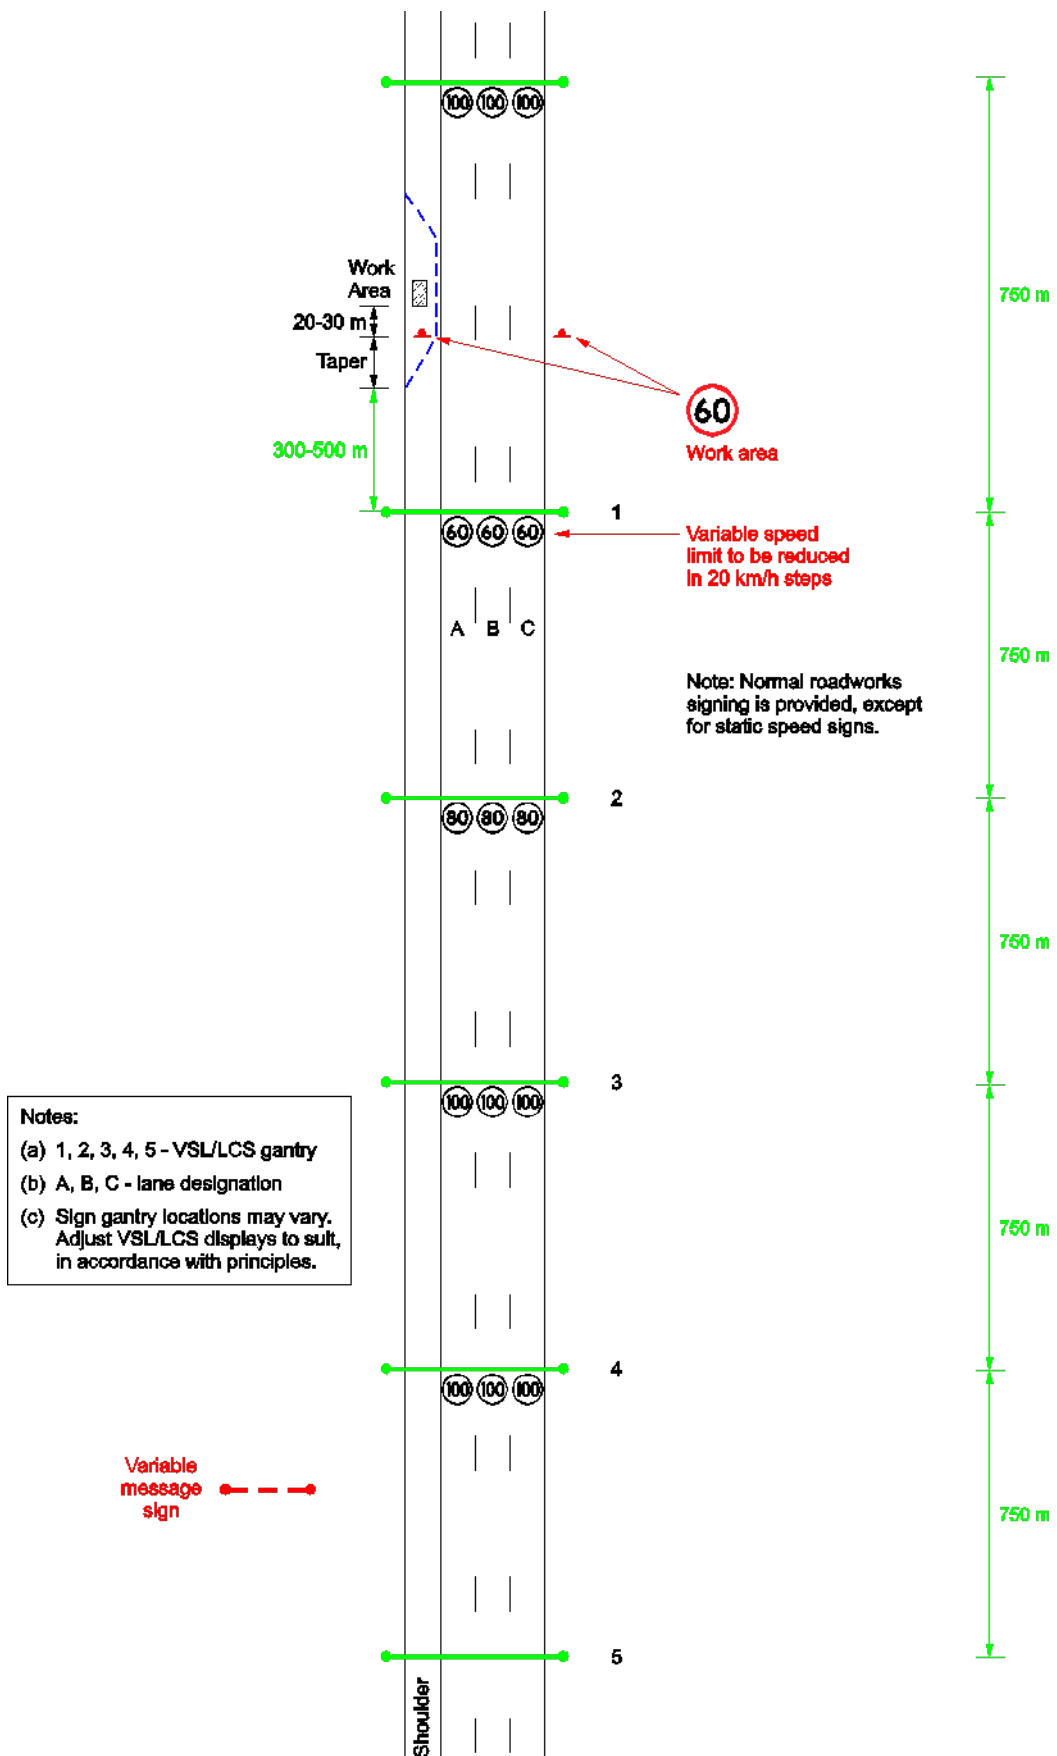 100 100 100
Work
Area
20-30 m
Taper
750 m
60
Work area
300-500 m
1
60 60 60
Variable speed
limit to be reduced
in 20 km/h steps
A B C
750 m
Note: Normal roadworks
signing is provided, except
for static speed signs.
2
80 80 80
750 m
3
100 100 100
Notes:
(a) 1, 2, 3, 4, 5 - VSL/LCS gantry
(b) A, B, C - lane designation
(c) Sign gantry locations may vary.
Adjust VSL/LCS displays to suit,
in accordance with principles.
750 m
4
100 100 100
Variable
message
sign
750 m
5
Shoulder